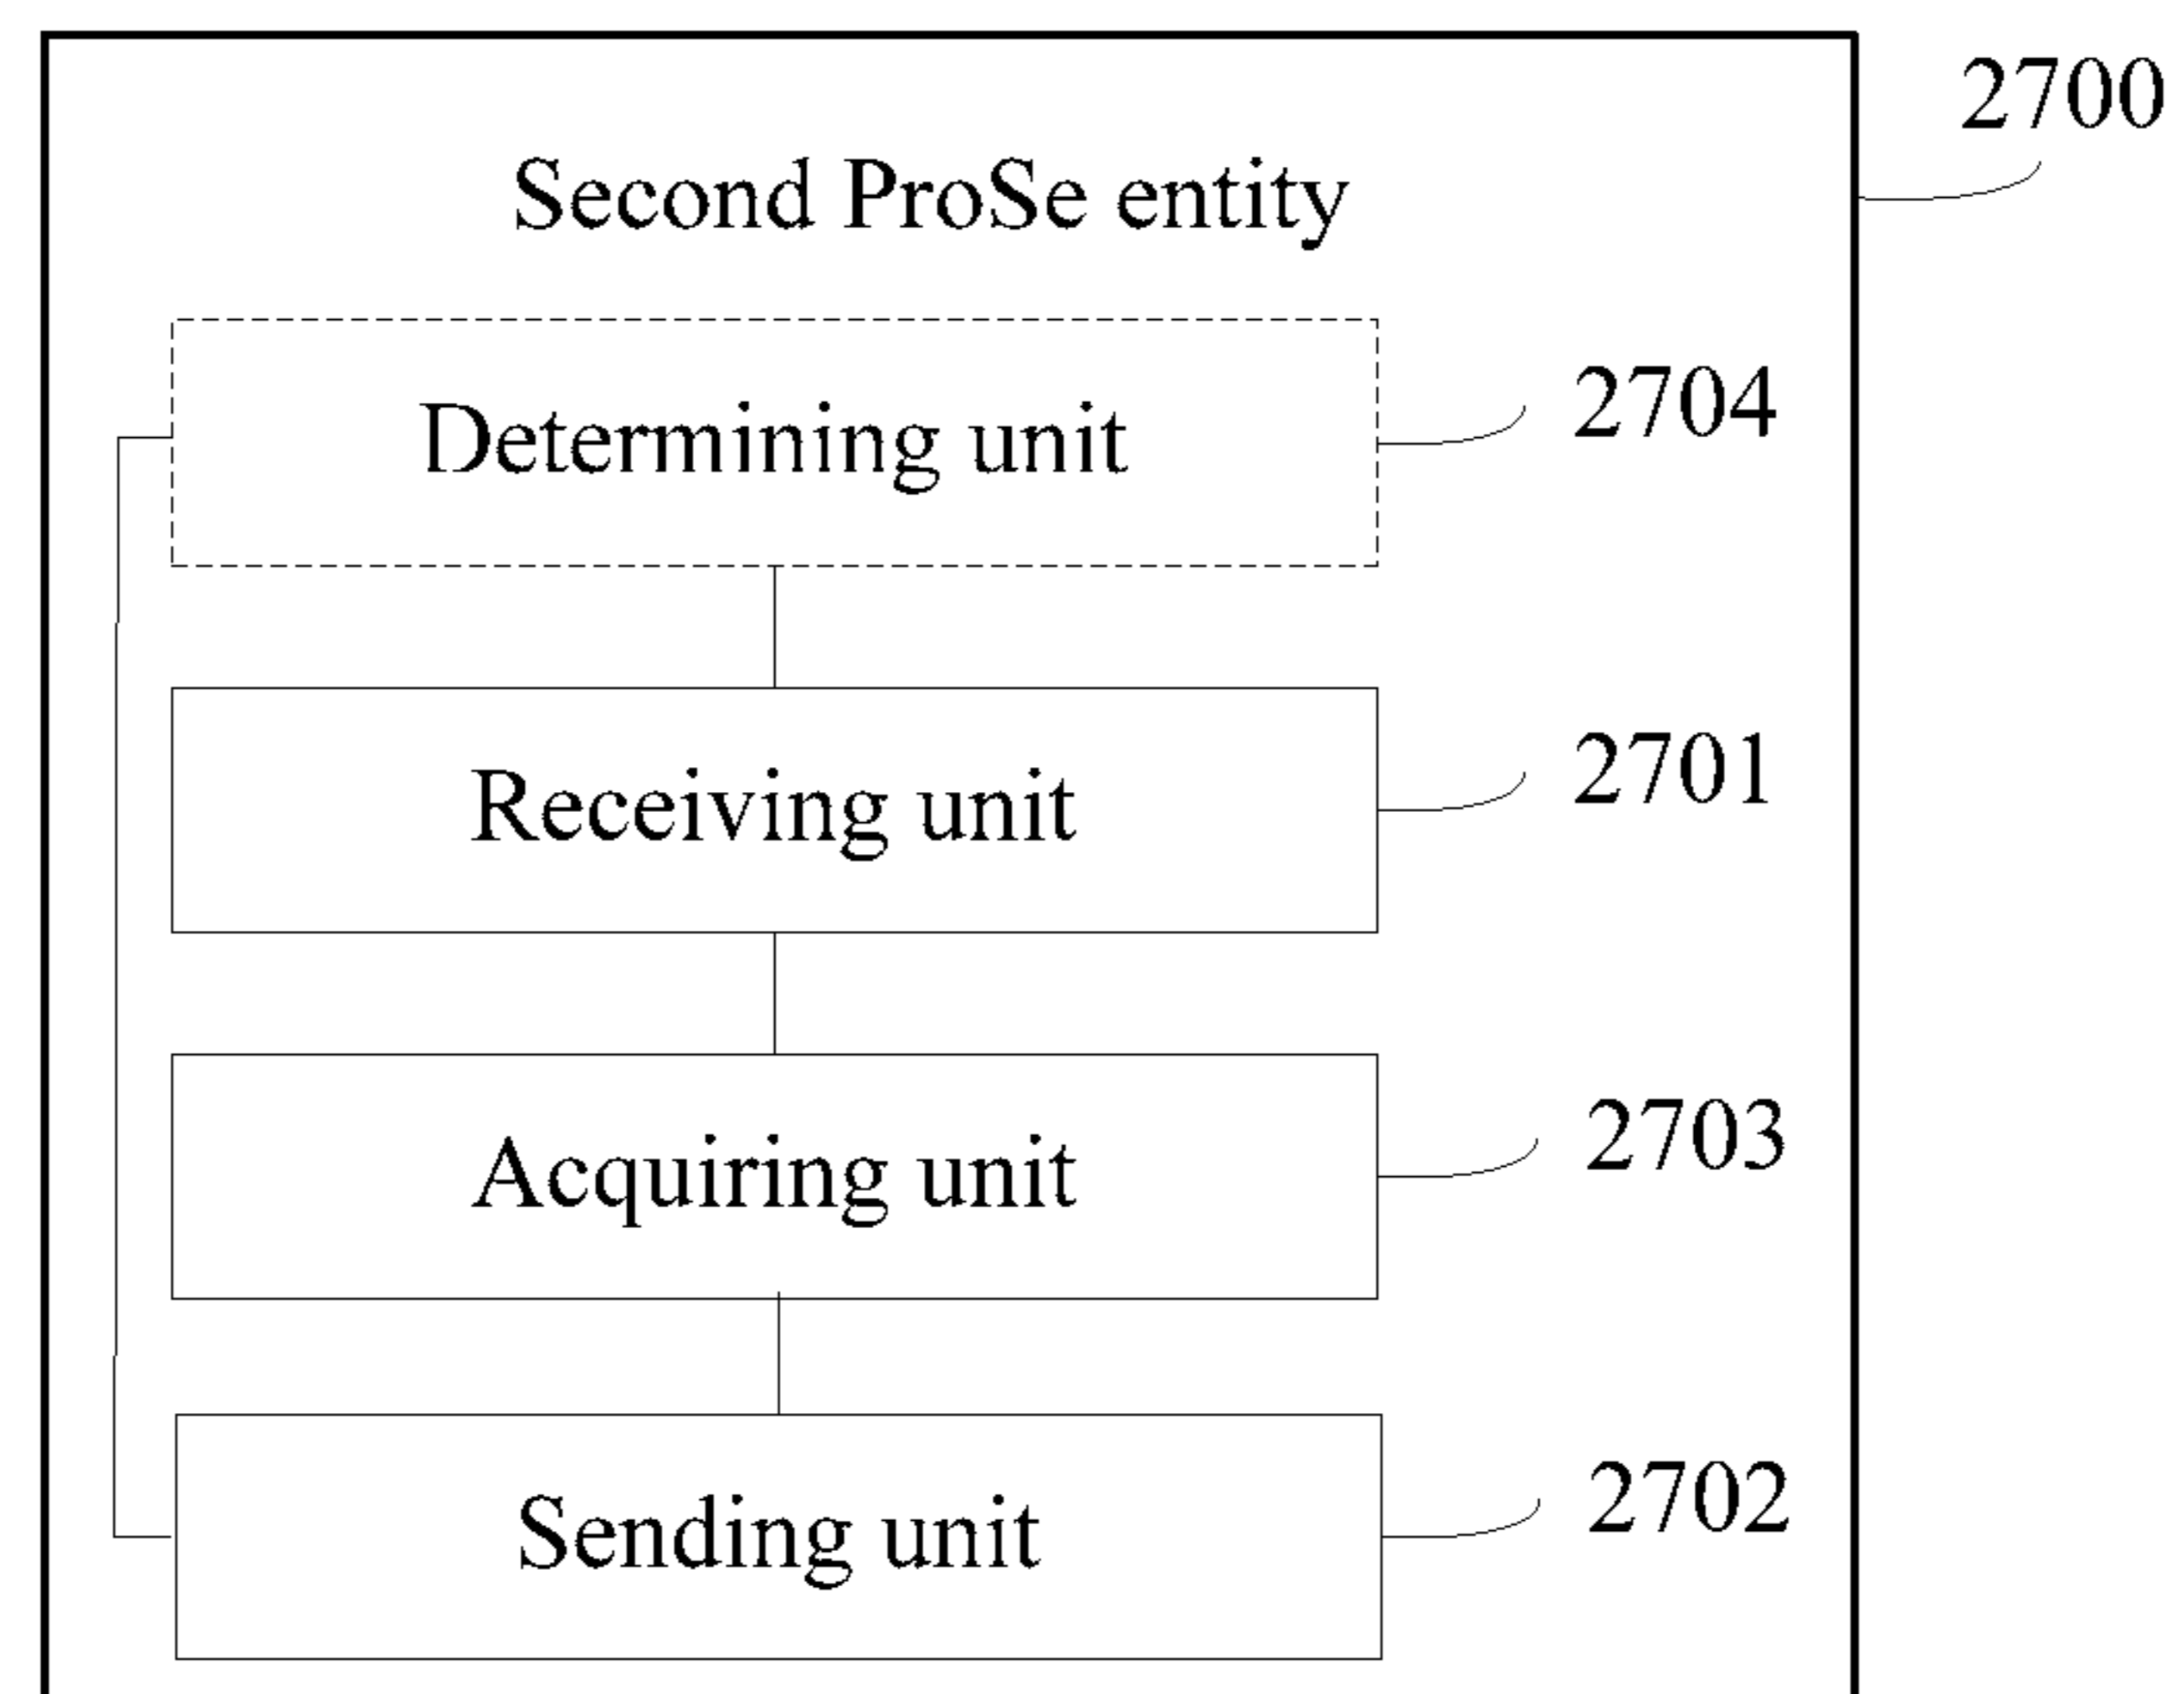 2700
Second ProSe entity
Determining unit
2704
Receiving unit
2701
Acquiring unit
2703
Sending unit
2702